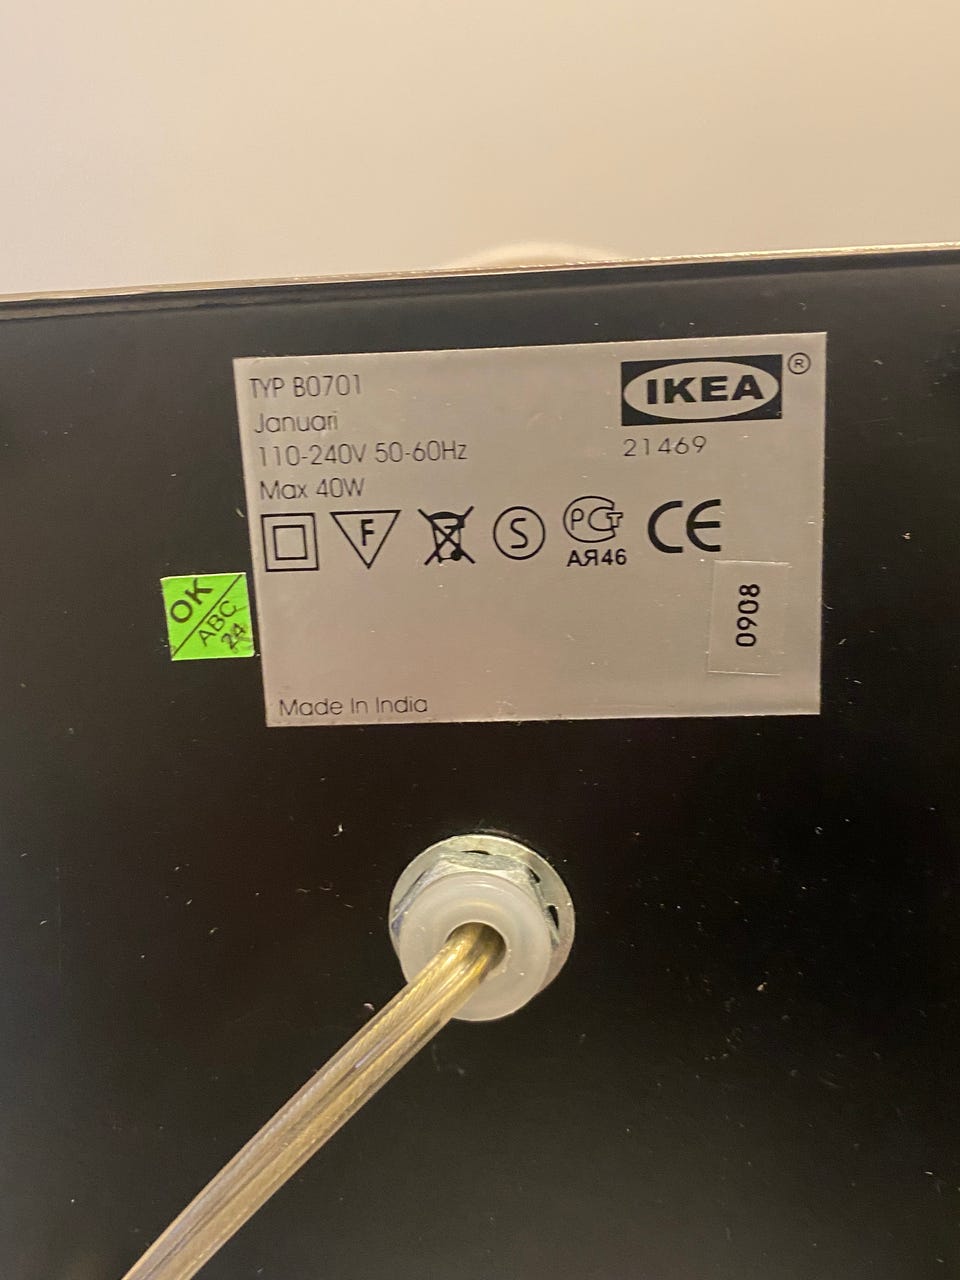 TYP B0701
Januari
110-240V 50-60Hz
Max 40W
IKEA ®
21469
F
S
PCT
АЯ46
CE
OK
ABC
24
0908
Made In India